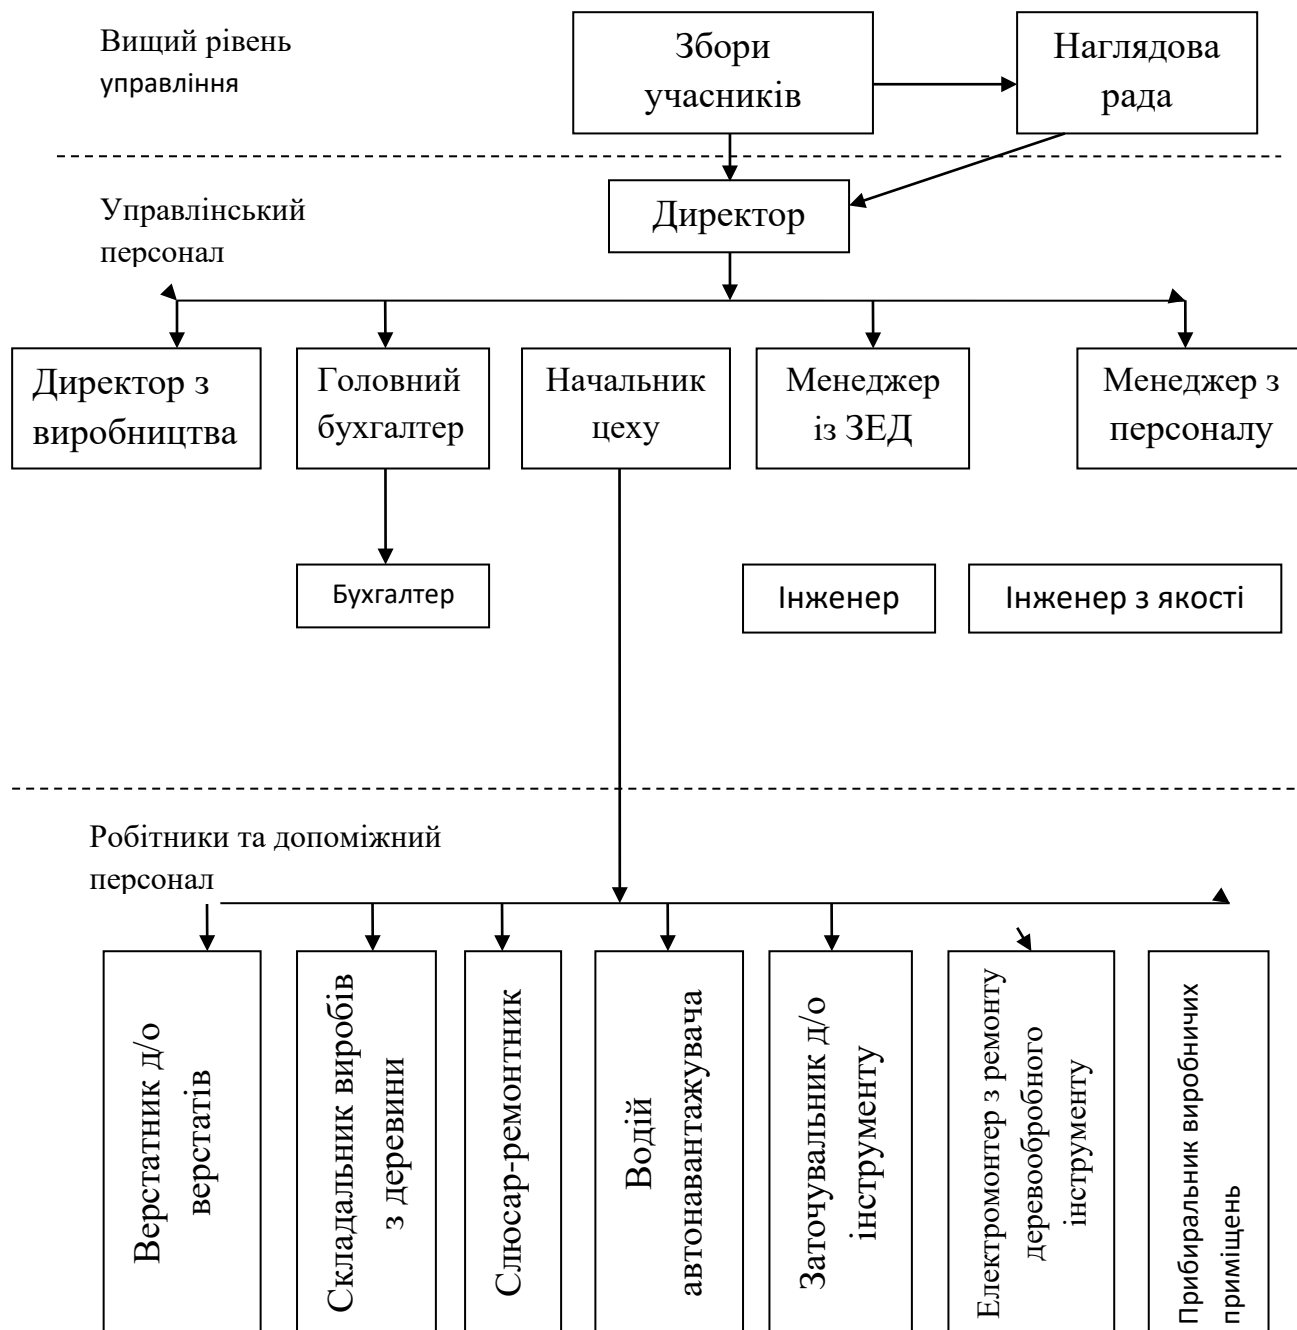 Вищий рівень
управління
Збори
учасників
Наглядова
рада
Управлінський
персонал
Директор
Директор з
виробництва
Головний
бухгалтер
Начальник
цеху
Менеджер
із ЗЕД
Менеджер з
персоналу
Бухгалтер
Інженер
Інженер з якості
Робітники та допоміжний
персонал
Верстатник д/о
верстатів
Складальник виробів
з деревини
Слюсар-ремонтник
Водій
автонавантажувача
Заточувальник д/о
інструменту
Електромонтер з ремонту
деревообробного
інструменту
Прибиральник виробничих
приміщень